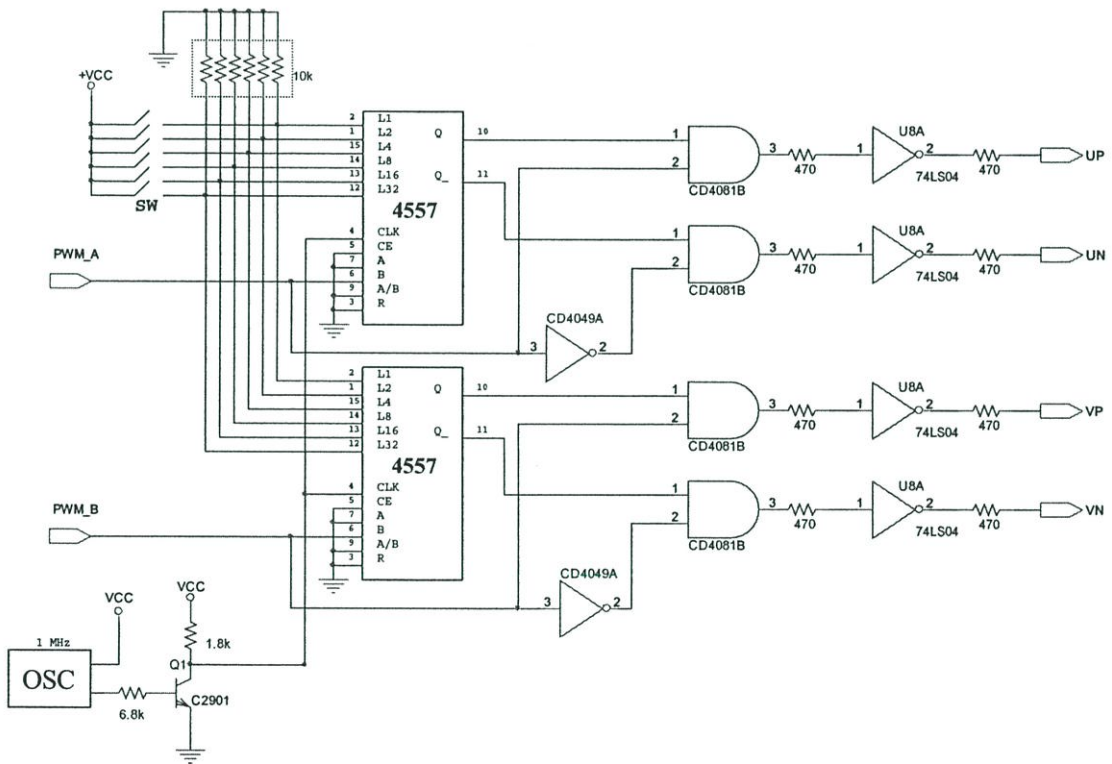 +VCC
10k
SW
2 L1
1 L2
15 L4
14 L8
13 L16
12 L32
Q 10
Q_ 11
4557
4 CLK
5 CE
7 A
6 B
9 A/B
3 R
PWM_A
1
2
3
CD4081B
470
1
U8A
2
74LS04
470
UP
1
2
3
CD4081B
470
1
U8A
2
74LS04
470
UN
CD4049A
3
2
2 L1
1 L2
15 L4
14 L8
13 L16
12 L32
Q 10
Q_ 11
4557
4 CLK
5 CE
7 A
6 B
9 A/B
3 R
PWM_B
1
2
3
CD4081B
470
1
U8A
2
74LS04
470
VP
1
2
3
CD4081B
470
1
U8A
2
74LS04
470
VN
CD4049A
3
2
VCC
VCC
1.8k
1 MHz
OSC
Q1
6.8k
C2901